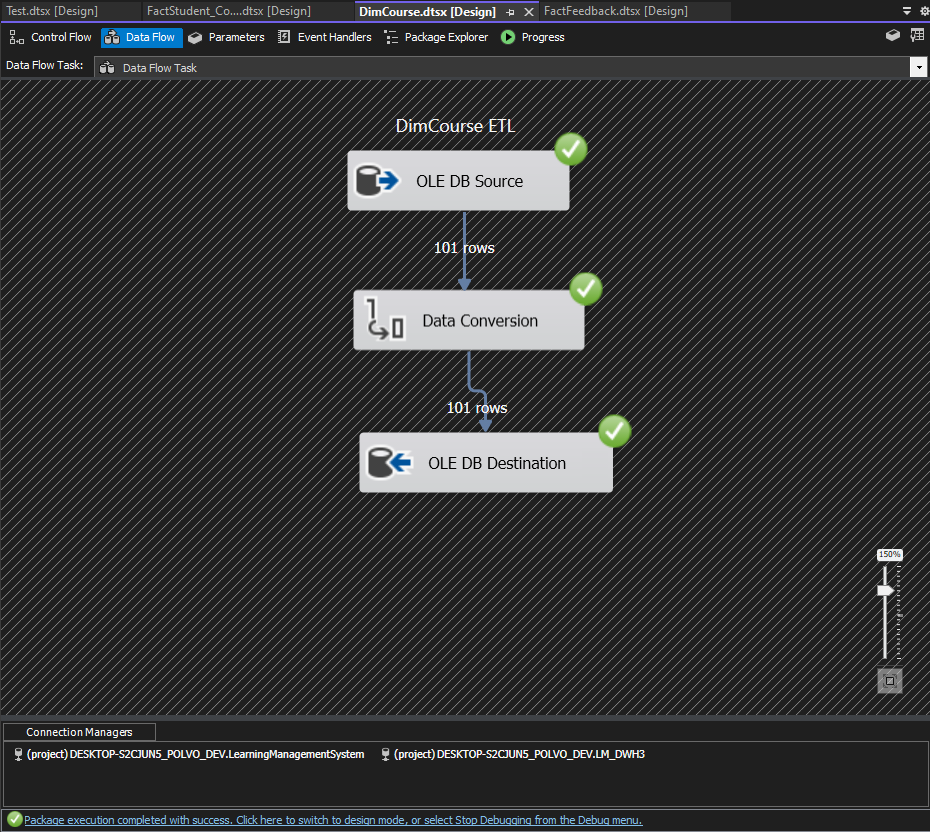 Test.dtsx [Design] FactStudent_Co....dtsx [Design] DimCourse.dtsx [Design] FactFeedback.dtsx [Design]
Control Flow Data Flow Parameters Event Handlers Package Explorer Progress
Data Flow Task: Data Flow Task
DimCourse ETL
OLE DB Source
101 rows
Data Conversion
101 rows
OLE DB Destination
150%
Connection Managers
(project) DESKTOP-S2CJUN5_POLVO_DEV.LearningManagementSystem (project) DESKTOP-S2CJUN5_POLVO_DEV.LM_DWH3
Package execution completed with success. Click here to switch to design mode, or select Stop Debugging from the Debug menu.